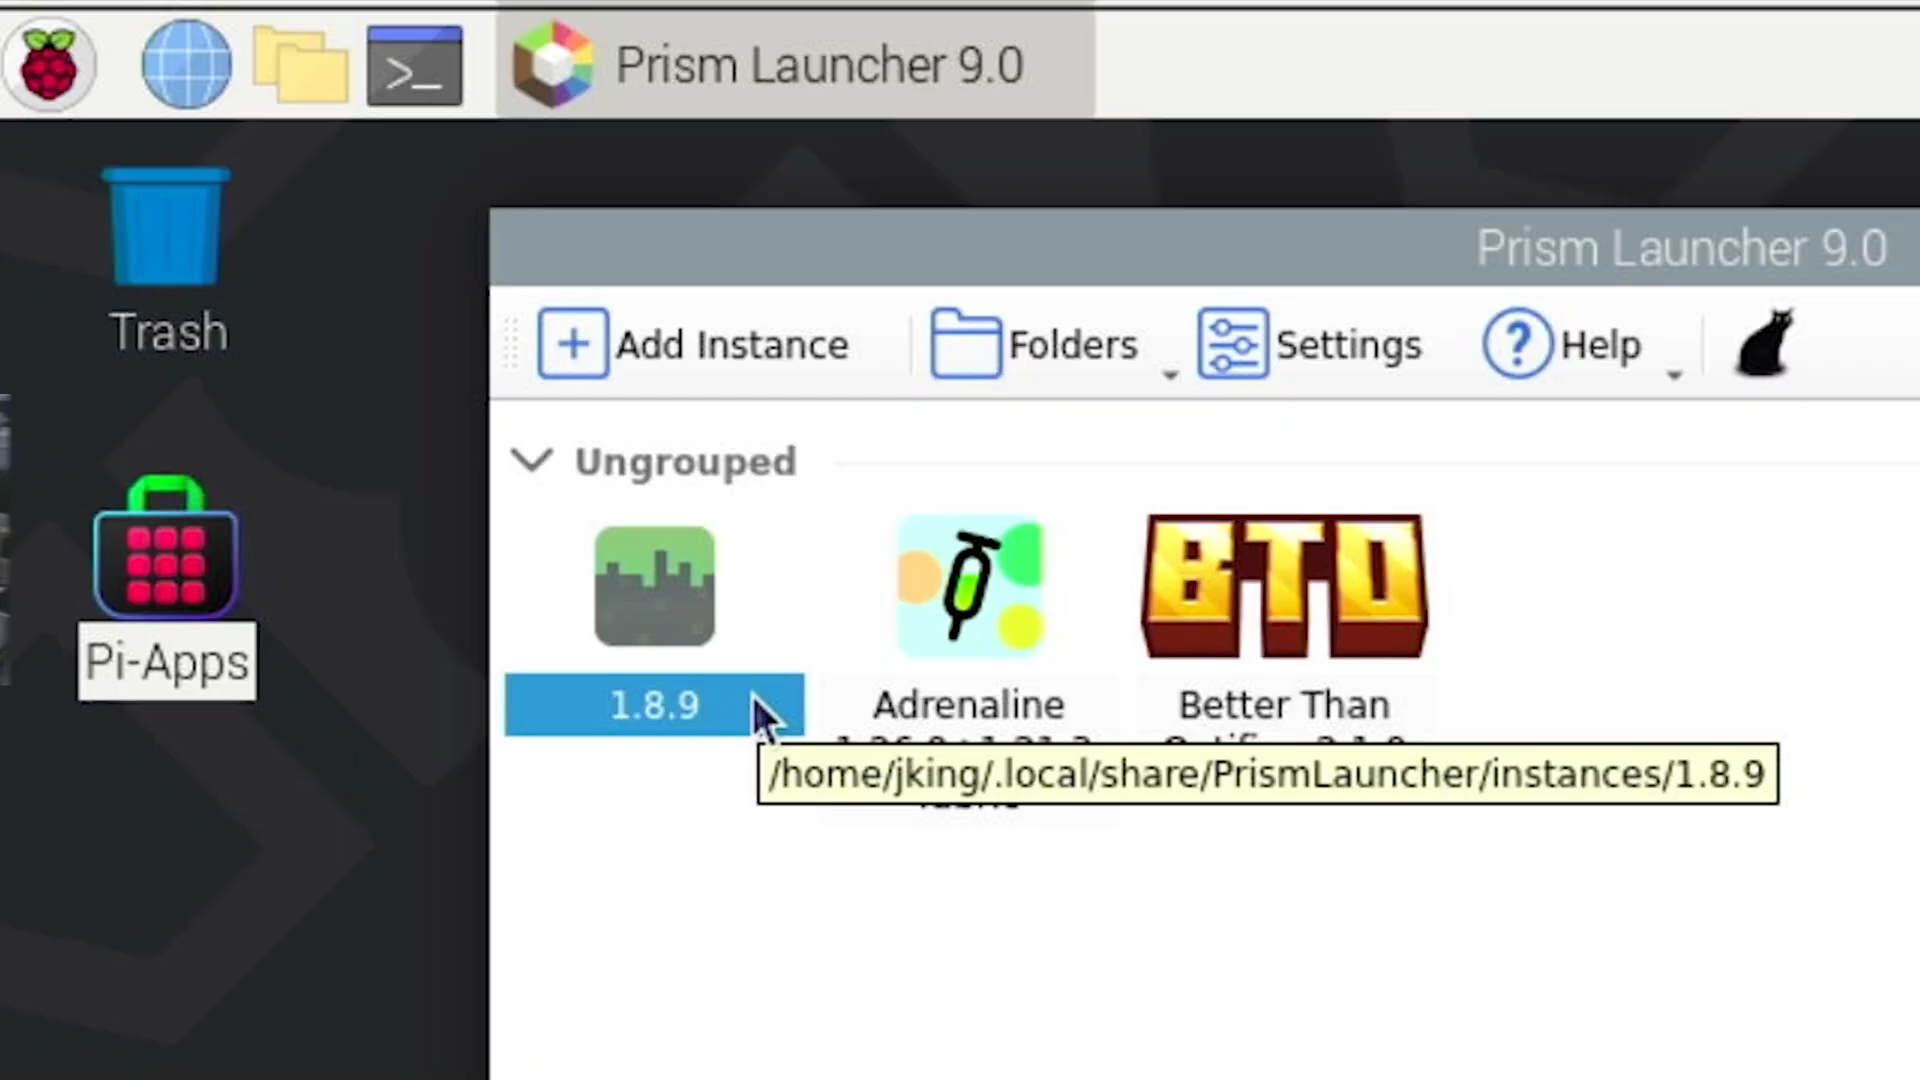 Prism Launcher 9.0
Trash
Prism Launcher 9.0
Add Instance Folders Settings Help
Pi-Apps
Ungrouped
BTO
1.8.9 Adrenaline Better Than
/home/jking/.local/share/PrismLauncher/instances/1.8.9